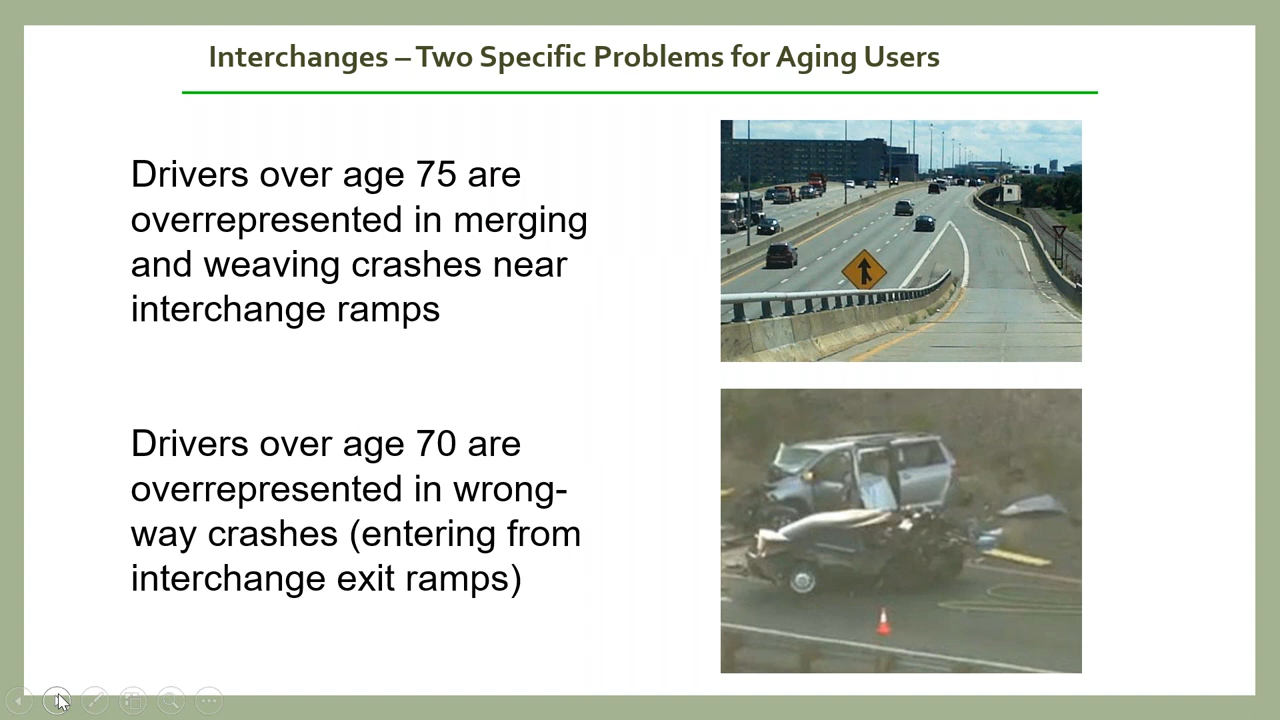 Interchanges – Two Specific Problems for Aging Users
Drivers over age 75 are
overrepresented in merging
and weaving crashes near
interchange ramps
Drivers over age 70 are
overrepresented in wrong-
way crashes (entering from
interchange exit ramps)